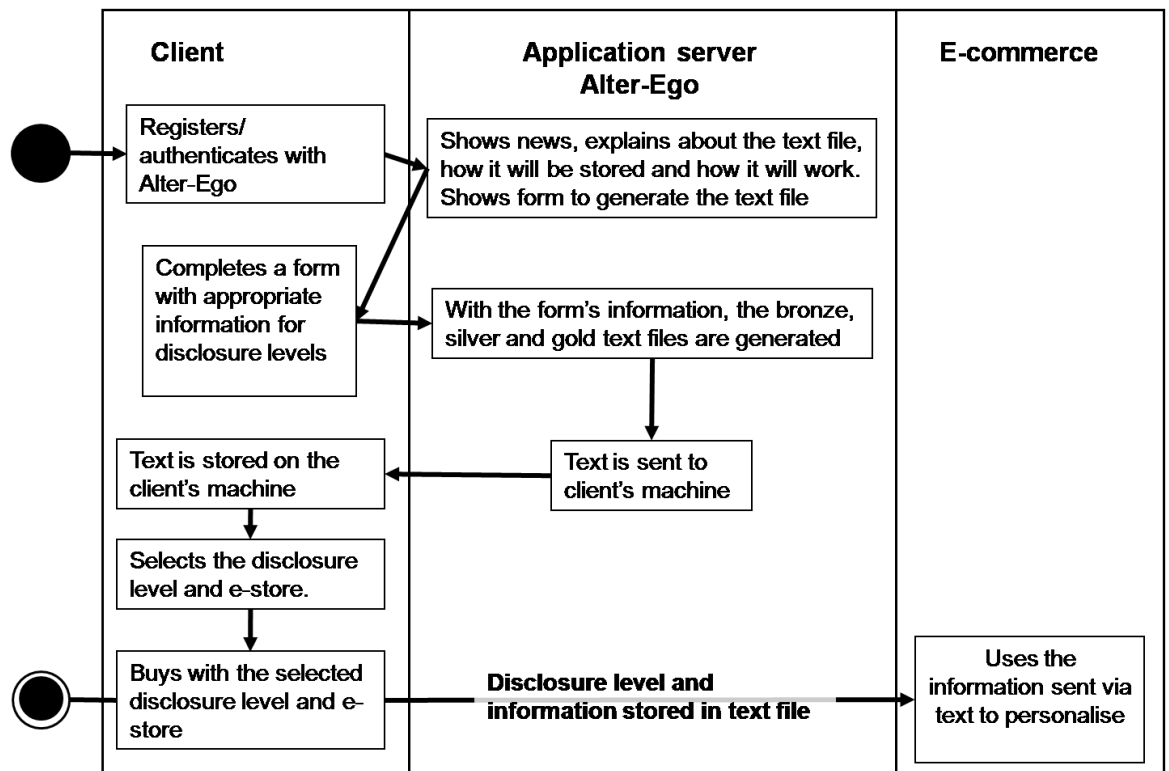 Client
Application server
Alter-Ego
E-commerce
Registers/
authenticates with
Alter-Ego
Shows news, explains about the text file,
how it will be stored and how it will work.
Shows form to generate the text file
Completes a form
with appropriate
information for
disclosure levels
With the form's information, the bronze,
silver and gold text files are generated
Text is sent to
client's machine
Text is stored on the
client's machine
Selects the disclosure
level and e-store.
Buys with the selected
disclosure level and e-
store
Disclosure level and
information stored in text file
Uses the
information sent via
text to personalise